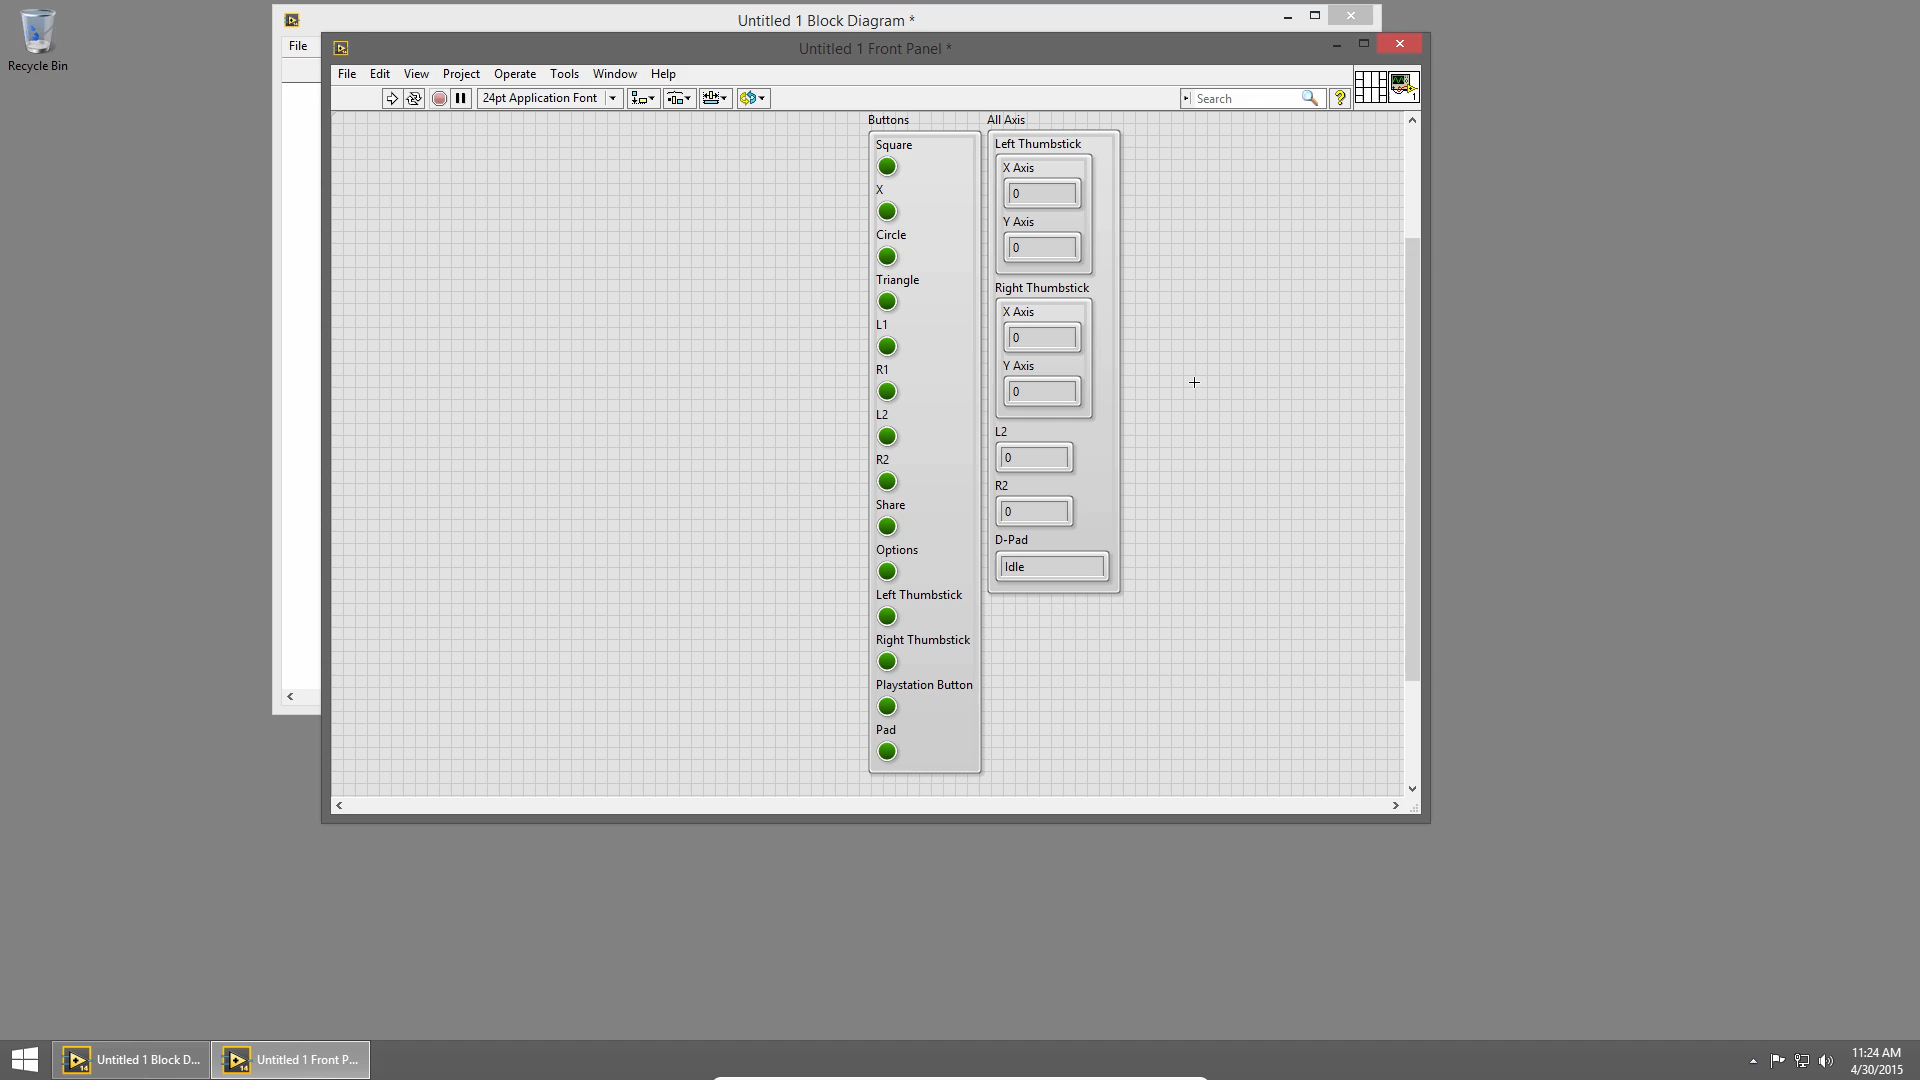 Recycle Bin
Untitled 1 Block Diagram *
File
Untitled 1 Front Panel *
File Edit View Project Operate Tools Window Help
24pt Application Font
Search
?
1
Buttons
Square
X
Circle
Triangle
L1
R1
L2
R2
Share
Options
Left Thumbstick
Right Thumbstick
Playstation Button
Pad
All Axis
Left Thumbstick
X Axis
0
Y Axis
0
Right Thumbstick
X Axis
0
Y Axis
0
L2
0
R2
0
D-Pad
Idle
14
Untitled 1 Block D...
14
Untitled 1 Front P...
11:24 AM
4/30/2015